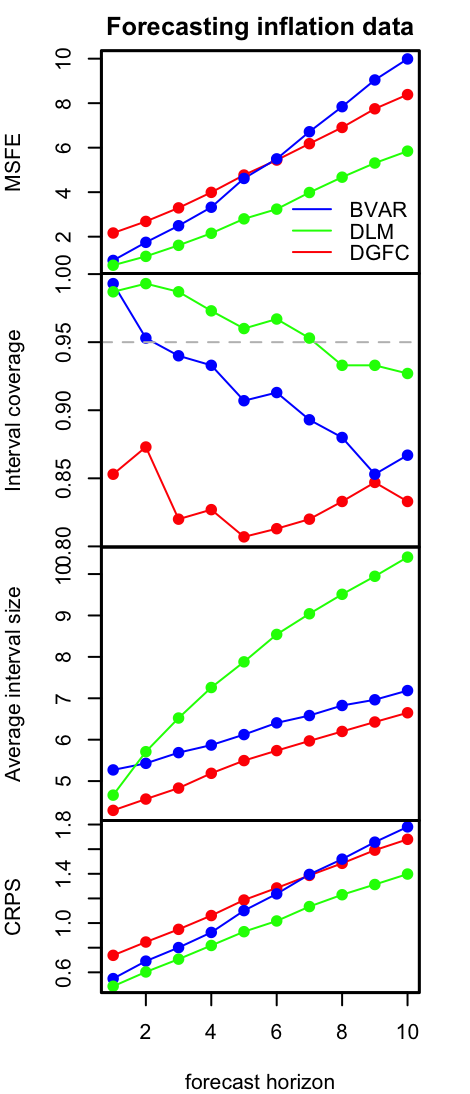 Forecasting inflation data
MSFE
10
8
6
4
2
BVAR
DLM
DGFC
Interval coverage
1.00
0.95
0.90
0.85
0.80
Average interval size
10
9
8
7
6
5
CRPS
1.8
1.4
1.0
0.6
2 4 6 8 10
forecast horizon